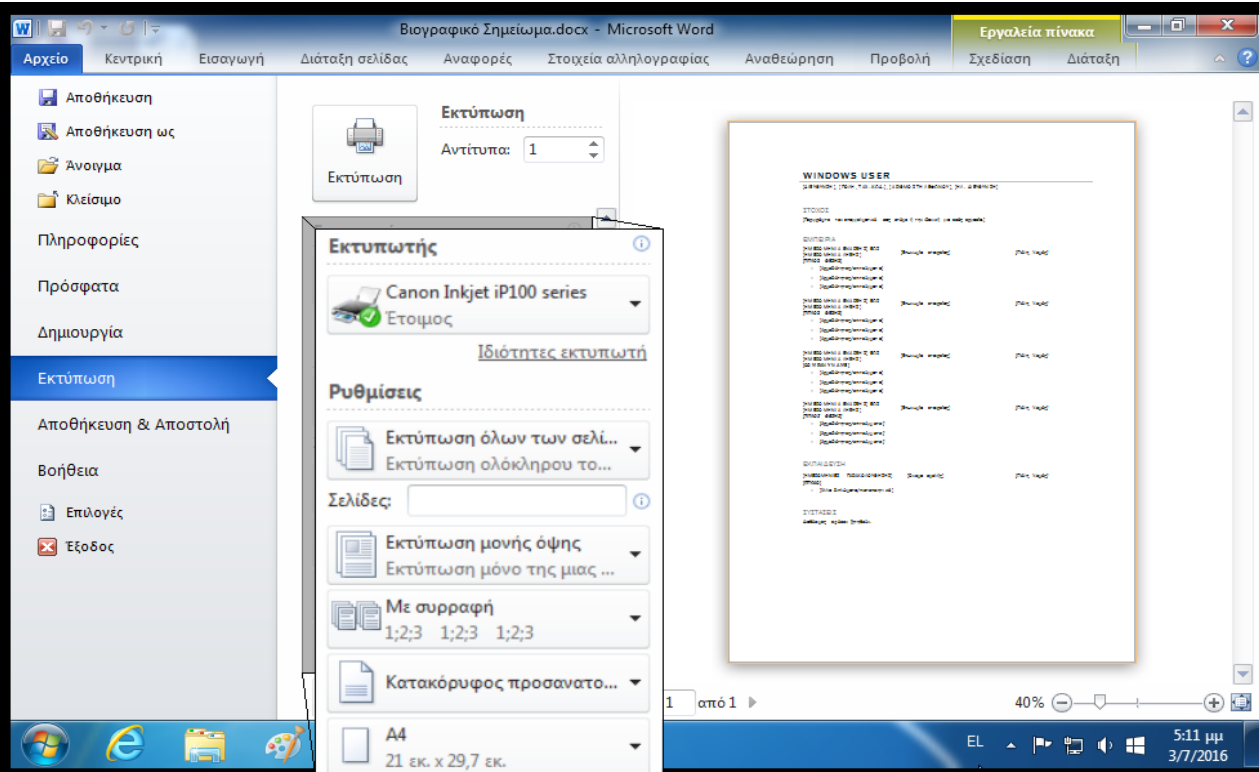 Βιογραφικό Σημείωμα.docx - Microsoft Word
Εργαλεία πίνακα
Αρχείο Κεντρική Εισαγωγή Διάταξη σελίδας Αναφορές Στοιχεία αλληλογραφίας Αναθεώρηση Προβολή Σχεδίαση Διάταξη
Αποθήκευση
Αποθήκευση ως
Άνοιγμα
Κλείσιμο
Πληροφορίες
Πρόσφατα
Δημιουργία
Εκτύπωση
Αποθήκευση & Αποστολή
Βοήθεια
Επιλογές
Έξοδος
Εκτύπωση
Εκτύπωση
Αντίτυπα: 1
Εκτυπωτής
Canon Inkjet iP100 series
Έτοιμος
Ιδιότητες εκτυπωτή
Ρυθμίσεις
Εκτύπωση όλων των σελί...
Εκτύπωση ολόκληρου το...
Σελίδες:
Εκτύπωση μονής όψης
Εκτύπωση μόνο της μιας ...
Με συρραφή
1;2;3 1;2;3 1;2;3
Κατακόρυφος προσανατο...
A4
21 εκ. x 29,7 εκ.
WINDOWS USER
ΣΤΟΧΟΣ
ΕΜΠΕΙΡΙΑ
ΕΚΠΑΙΔΕΥΣΗ
ΣΥΣΤΑΣΕΙΣ
1 από 1
40%
EL
5:11 μμ
3/7/2016